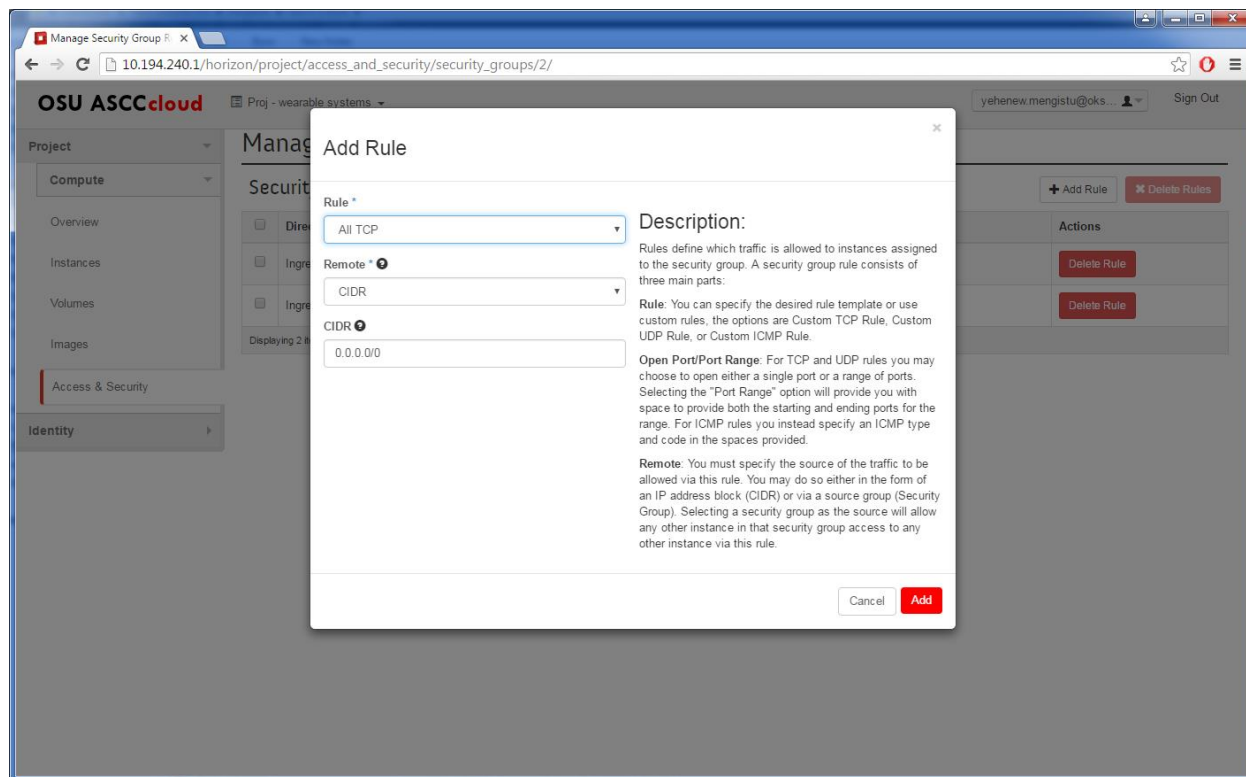 Manage Security Group R
10.194.240.1/horizon/project/access_and_security/security_groups/2/
OSU ASCCcloud
Proj - wearable systems
yehenew.mengistu@oks...
Sign Out
Project
Compute
Overview
Instances
Volumes
Images
Access & Security
Identity
Manag
Securit
+ Add Rule
✖ Delete Rules
Dire
Actions
Ingre
Delete Rule
Ingre
Delete Rule
Displaying 2 it
Add Rule
×
Rule *
All TCP
Remote * ?
CIDR
CIDR ?
0.0.0.0/0
Description:
Rules define which traffic is allowed to instances assigned
to the security group. A security group rule consists of
three main parts:
Rule: You can specify the desired rule template or use
custom rules, the options are Custom TCP Rule, Custom
UDP Rule, or Custom ICMP Rule.
Open Port/Port Range: For TCP and UDP rules you may
choose to open either a single port or a range of ports.
Selecting the "Port Range" option will provide you with
space to provide both the starting and ending ports for the
range. For ICMP rules you instead specify an ICMP type
and code in the spaces provided.
Remote: You must specify the source of the traffic to be
allowed via this rule. You may do so either in the form of
an IP address block (CIDR) or via a source group (Security
Group). Selecting a security group as the source will allow
any other instance in that security group access to any
other instance via this rule.
Cancel
Add